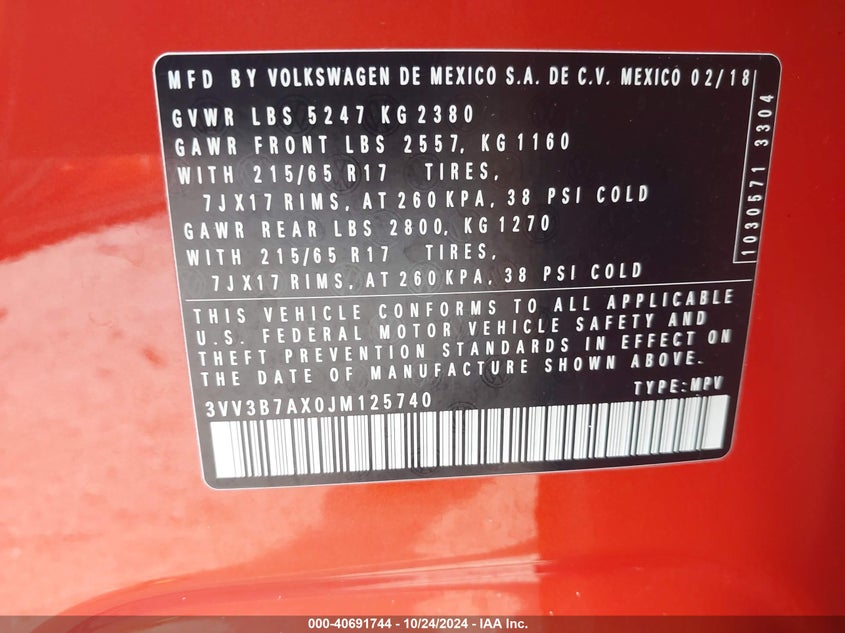 MFD BY VOLKSWAGEN DE MEXICO S.A. DE C.V. MEXICO 02/18
GVWR LBS 5247 KG 2380
GAWR FRONT LBS 2557, KG 1160
WITH 215/65 R17 TIRES,
7JX17 RIMS, AT 260 KPA, 38 PSI COLD
GAWR REAR LBS 2800, KG 1270
WITH 215/65 R17 TIRES,
7JX17 RIMS, AT 260 KPA, 38 PSI COLD
1030571 3304
THIS VEHICLE CONFORMS TO ALL APPLICABLE
U.S. FEDERAL MOTOR VEHICLE SAFETY AND
THEFT PREVENTION STANDARDS IN EFFECT ON
THE DATE OF MANUFACTURE SHOWN ABOVE.
TYPE: MPV
3VV3B7AX0JM125740
000-40691744 - 10/24/2024 - IAA Inc.